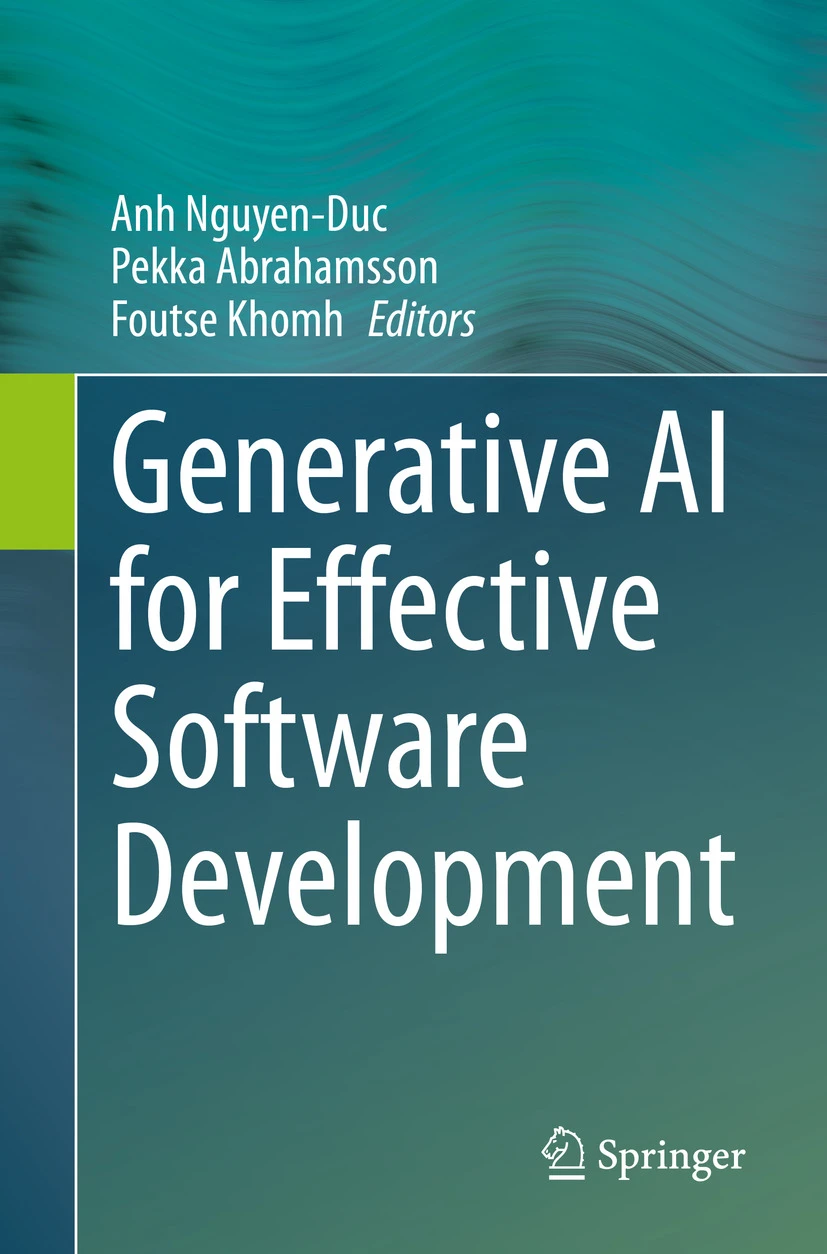 Anh Nguyen-Duc
Pekka Abrahamsson
Foutse Khomh Editors
Generative AI
for Effective
Software
Development
Springer